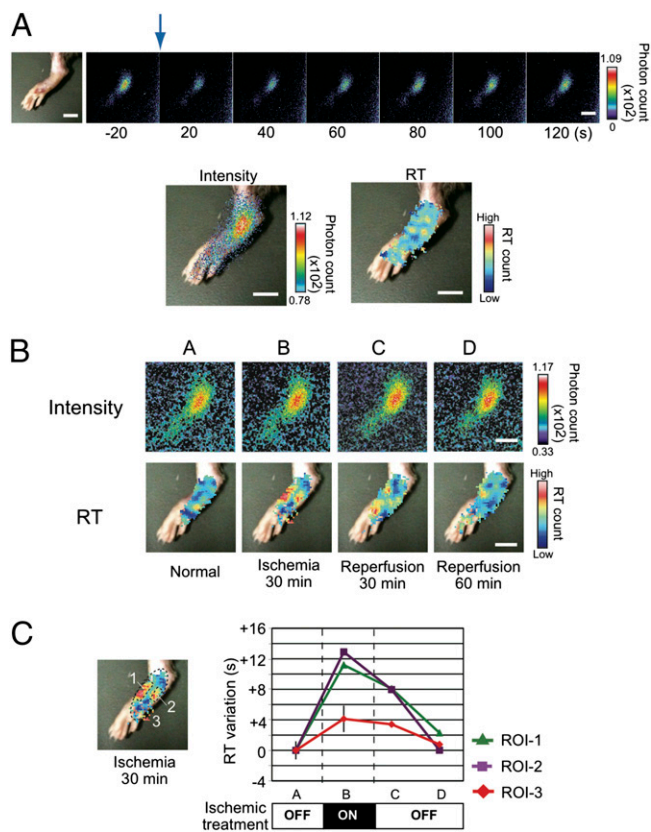 A
-20 20 40 60 80 100 120 (s)
1.09
0
Photon count
(x10²)
Intensity
1.12
0.78
Photon count
(x10²)
RT
High
Low
RT count
B
A B C D
Intensity
1.17
0.33
Photon count
(x10²)
RT
High
Low
RT count
Normal
Ischemia
30 min
Reperfusion
30 min
Reperfusion
60 min
C
1
2
3
Ischemia
30 min
RT variation (s)
+16
+12
+8
+4
0
-4
A B C D
Ischemic
treatment
OFF ON OFF
ROI-1
ROI-2
ROI-3